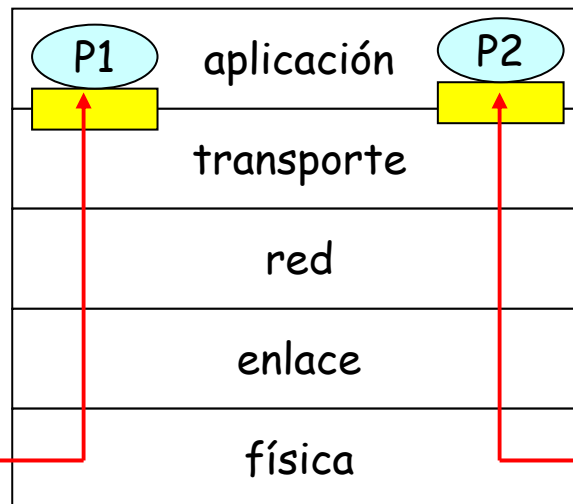 P1 aplicación P2
transporte
red
enlace
física